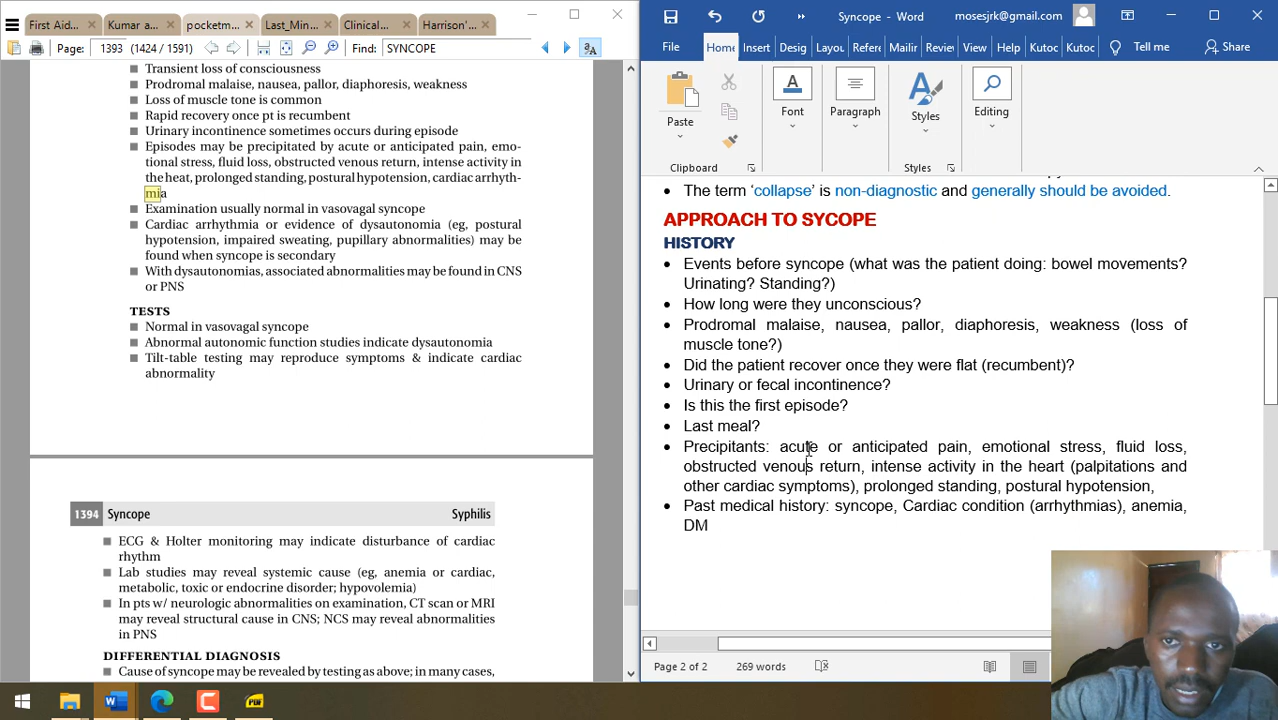 First Aid...
Kumar a...
pocketm...
Last_Min...
Clinical...
Harrison'...
Page: 1393 (1424 / 1591)
Find: SYNCOPE
Transient loss of consciousness
Prodromal malaise, nausea, pallor, diaphoresis, weakness
Loss of muscle tone is common
Rapid recovery once pt is recumbent
Urinary incontinence sometimes occurs during episode
Episodes may be precipitated by acute or anticipated pain, emo-
tional stress, fluid loss, obstructed venous return, intense activity in
the heat, prolonged standing, postural hypotension, cardiac arrhyth-
mia
Examination usually normal in vasovagal syncope
Cardiac arrhythmia or evidence of dysautonomia (eg, postural
hypotension, impaired sweating, pupillary abnormalities) may be
found when syncope is secondary
With dysautonomias, associated abnormalities may be found in CNS
or PNS
TESTS
Normal in vasovagal syncope
Abnormal autonomic function studies indicate dysautonomia
Tilt-table testing may reproduce symptoms & indicate cardiac
abnormality
1394 Syncope Syphilis
ECG & Holter monitoring may indicate disturbance of cardiac
rhythm
Lab studies may reveal systemic cause (eg, anemia or cardiac,
metabolic, toxic or endocrine disorder; hypovolemia)
In pts w/ neurologic abnormalities on examination, CT scan or MRI
may reveal structural cause in CNS; NCS may reveal abnormalities
in PNS
DIFFERENTIAL DIAGNOSIS
Cause of syncope may be revealed by testing as above; in many cases,
Syncope - Word
mosesjrk@gmail.com
File Home Insert Desig Layou Refere Mailir Review View Help Kutoc Kutoc Tell me Share
Paste
Font
Paragraph
Styles
Editing
Clipboard
Styles
The term 'collapse' is non-diagnostic and generally should be avoided.
APPROACH TO SYCOPE
HISTORY
Events before syncope (what was the patient doing: bowel movements?
Urinating? Standing?)
How long were they unconscious?
Prodromal malaise, nausea, pallor, diaphoresis, weakness (loss of
muscle tone?)
Did the patient recover once they were flat (recumbent)?
Urinary or fecal incontinence?
Is this the first episode?
Last meal?
Precipitants: acute or anticipated pain, emotional stress, fluid loss,
obstructed venous return, intense activity in the heart (palpitations and
other cardiac symptoms), prolonged standing, postural hypotension,
Past medical history: syncope, Cardiac condition (arrhythmias), anemia,
DM
Page 2 of 2
269 words